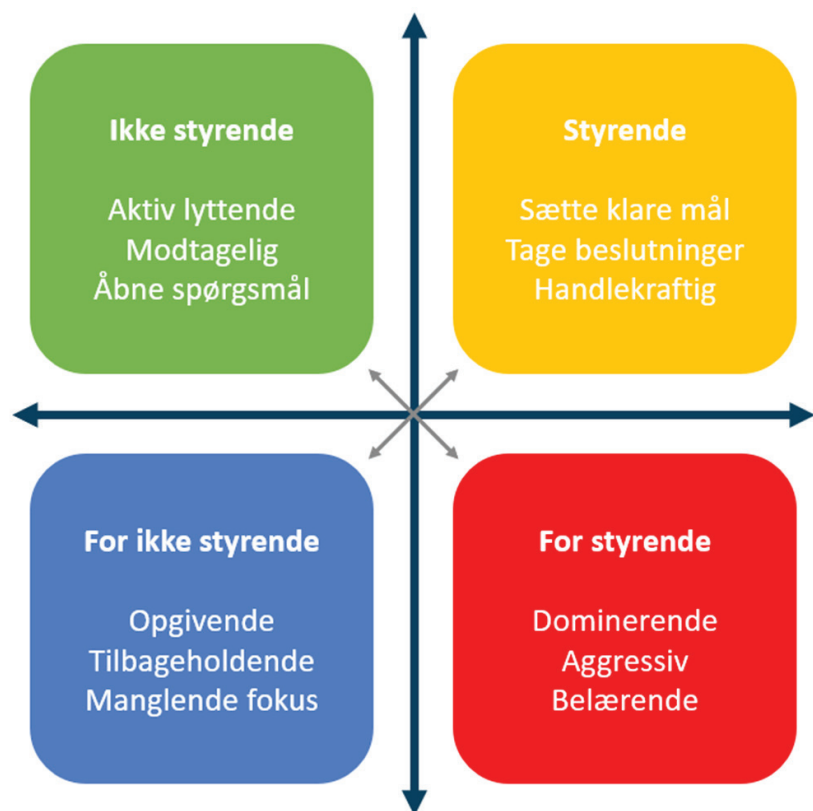 Ikke styrende
Aktiv lyttende
Modtagelig
Åbne spørgsmål
Styrende
Sætte klare mål
Tage beslutninger
Handlekraftig
For ikke styrende
Opgivende
Tilbageholdende
Manglende fokus
For styrende
Dominerende
Aggressiv
Belærende